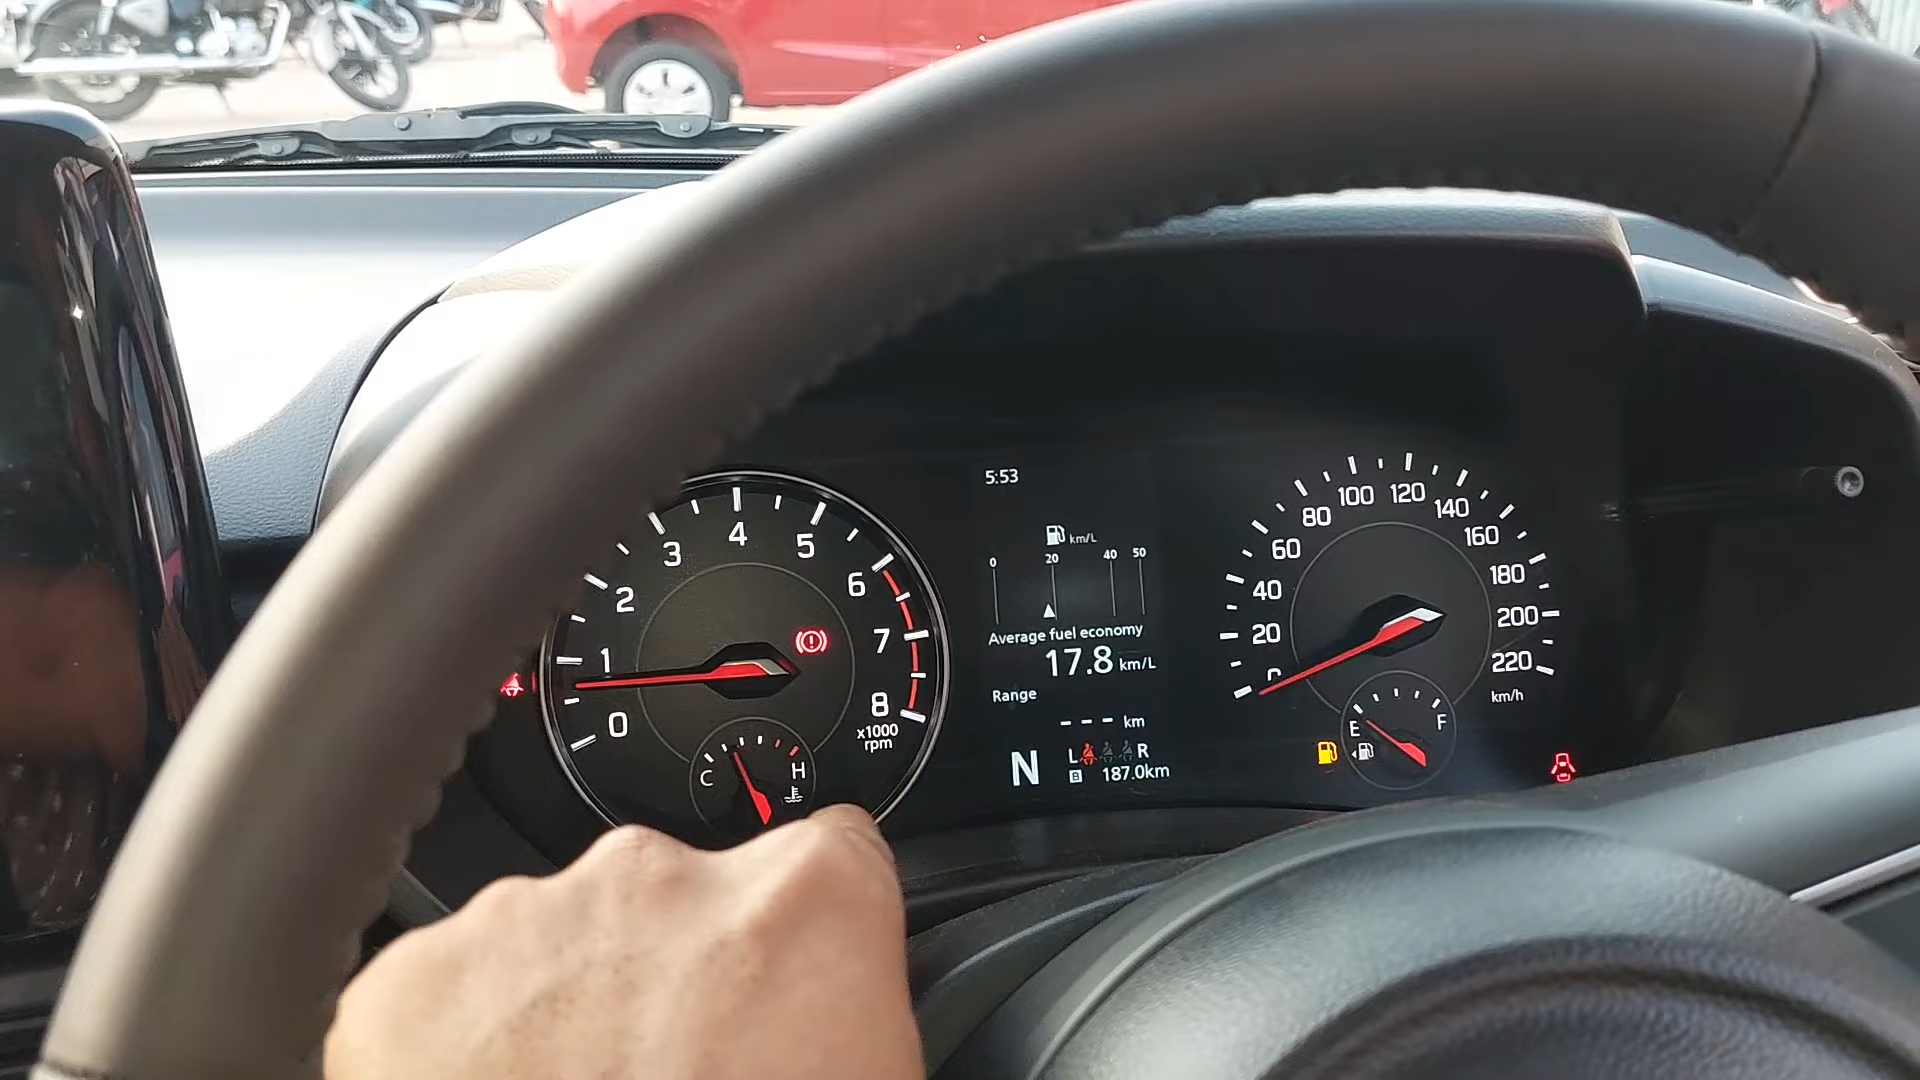 5:53
km/L
0 20 40 50
Average fuel economy
17.8 km/L
Range
--- km
N
L R
B 187.0km
0 1 2 3 4 5 6 7 8
x1000
rpm
C H
0 20 40 60 80 100 120 140 160 180 200 220
km/h
E F